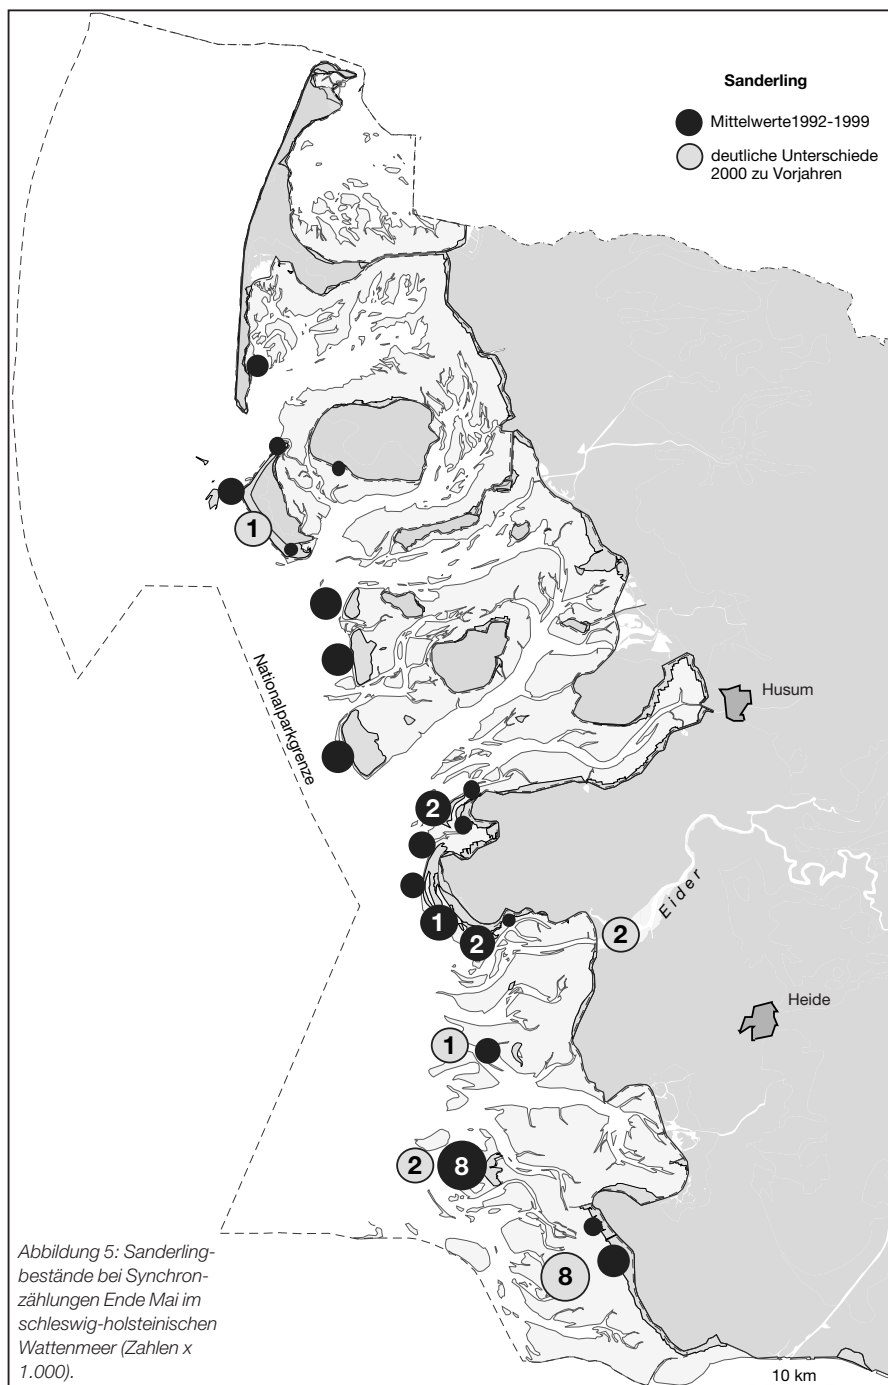 Sanderling
Mittelwerte1992-1999
deutliche Unterschiede
2000 zu Vorjahren
1
Nationalparkgrenze
Husum
2
Eider
1
2
2
Heide
1
2
8
8
Abbildung 5: Sanderling-
bestände bei Synchron-
zählungen Ende Mai im
schleswig-holsteinischen
Wattenmeer (Zahlen x
1.000).
10 km